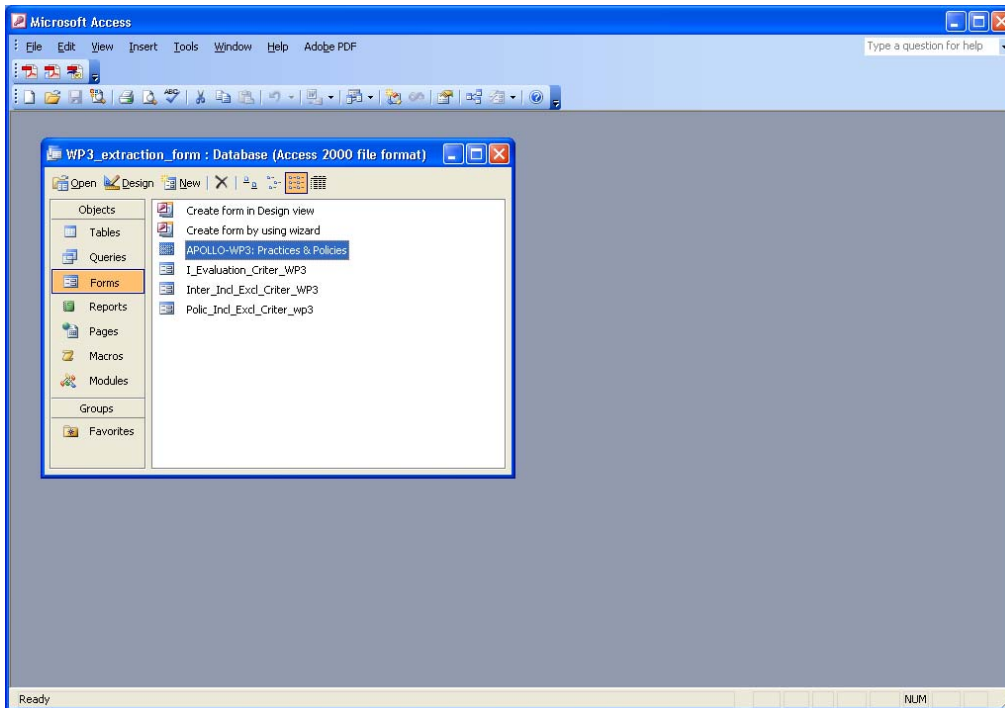 Microsoft Access
File Edit View Insert Tools Window Help Adobe PDF Type a question for help
ABC
WP3_extraction_form : Database (Access 2000 file format)
Open Design New
Objects
Tables
Queries
Forms
Reports
Pages
Macros
Modules
Groups
Favorites
Create form in Design view
Create form by using wizard
APOLLO-WP3: Practices & Policies
I_Evaluation_Criter_WP3
Inter_Incl_Excl_Criter_WP3
Polic_Incl_Excl_Criter_wp3
Ready NUM